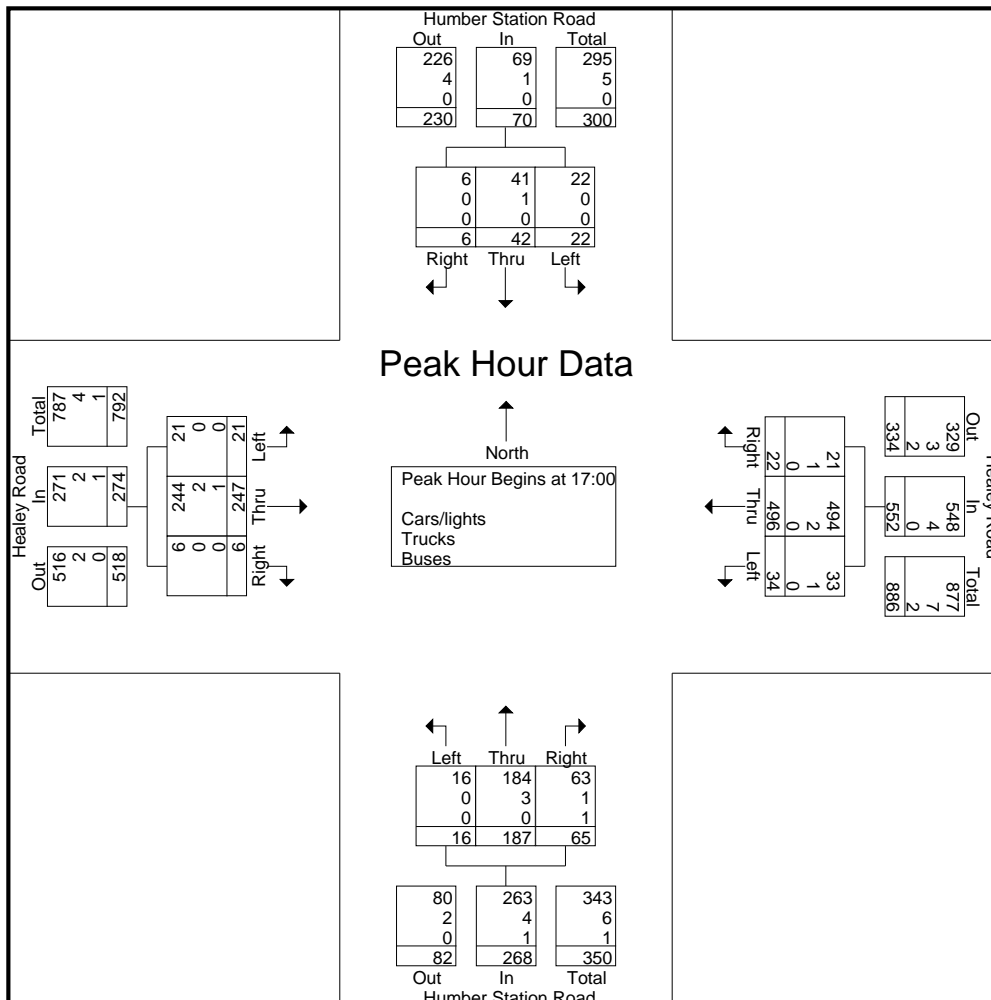 Humber Station Road
Out In Total
226 69 295
4 1 5
0 0 0
230 70 300
6 41 22
0 1 0
0 0 0
6 42 22
Right Thru Left
Peak Hour Data
North
Peak Hour Begins at 17:00
Cars/lights
Trucks
Buses
Healey Road
Out In Total
516 271 787
2 2 4
0 1 1
518 274 792
Left Thru Right
21 244 6
0 2 0
0 1 0
21 247 6
Healey Road
Out In Total
329 548 877
3 4 7
2 0 2
334 552 886
Right Thru Left
21 494 33
1 2 1
0 0 0
22 496 34
Left Thru Right
16 184 63
0 3 1
0 0 1
16 187 65
80 263 343
2 4 6
0 1 1
82 268 350
Out In Total
Humber Station Road